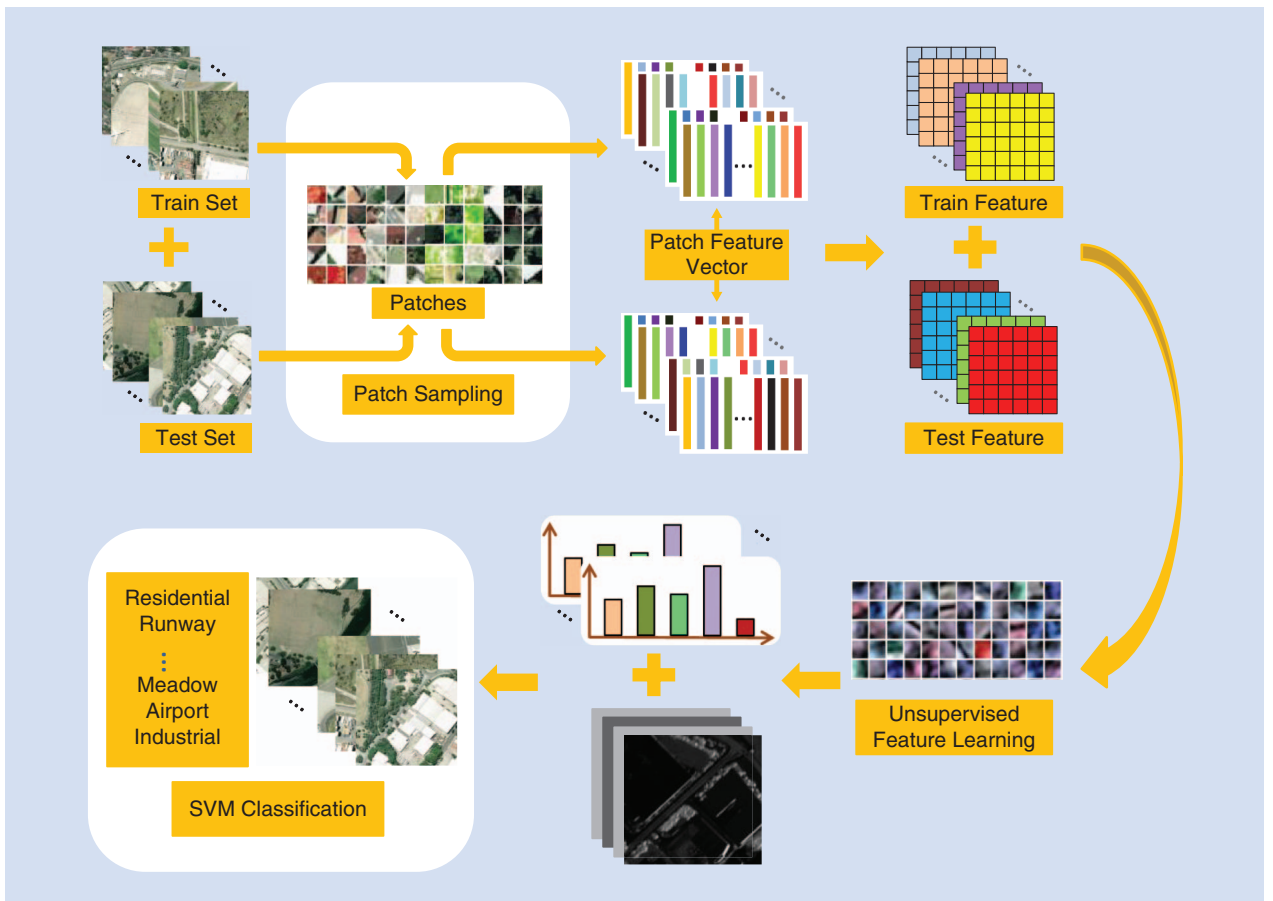 Train Set
Test Set
Patches
Patch Sampling
Patch Feature
Vector
Train Feature
Test Feature
Unsupervised
Feature Learning
Residential
Runway
Meadow
Airport
Industrial
SVM Classification